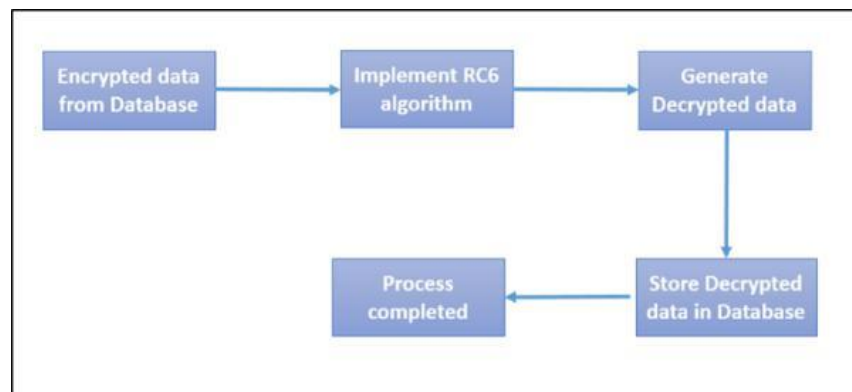 Encrypted data
from Database
Implement RC6
algorithm
Generate
Decrypted data
Store Decrypted
data in Database
Process
completed